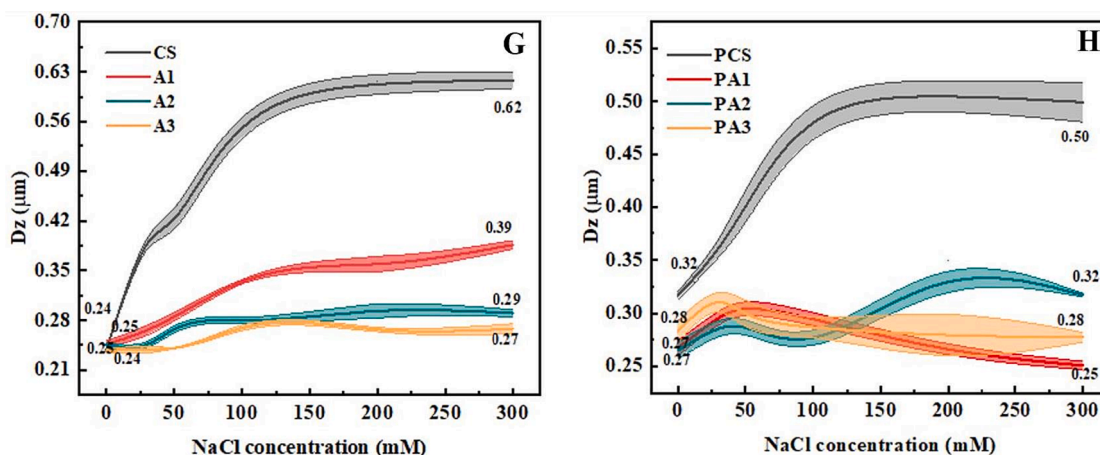 G
CS
A1
A2
A3
0.70
0.63
0.56
0.49
0.42
0.35
0.28
0.21
Dz (μm)
0.24
0.25
0.25
0.24
0.62
0.39
0.29
0.27
0 50 100 150 200 250 300
NaCl concentration (mM)
H
PCS
PA1
PA2
PA3
0.55
0.50
0.45
0.40
0.35
0.30
0.25
Dz (μm)
0.32
0.28
0.27
0.27
0.50
0.32
0.28
0.25
0 50 100 150 200 250 300
NaCl concentration (mM)